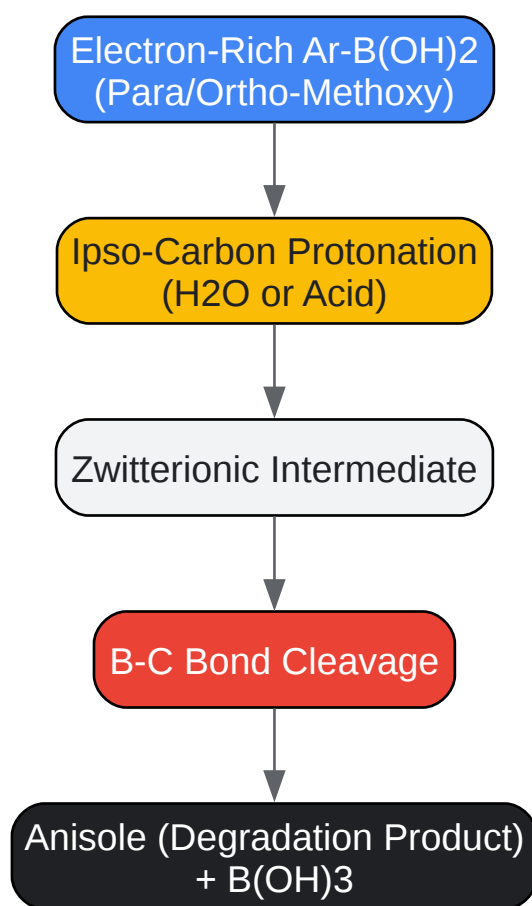 Electron-Rich Ar-B(OH)2
(Para/Ortho-Methoxy)
Ipso-Carbon Protonation
(H2O or Acid)
Zwitterionic Intermediate
B-C Bond Cleavage
Anisole (Degradation Product)
+ B(OH)3